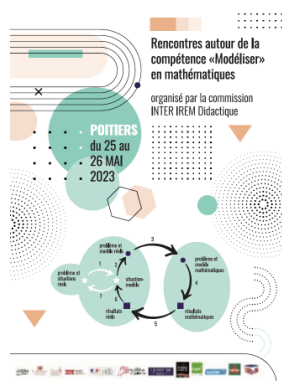 Rencontres autour de la
compétence «Modéliser»
en mathématiques
organisé par la commission
INTER IREM Didactique
POITIERS
du 25 au
26 MAI
2023
problème et
modèle réels
3
problème et
modèle
mathématiques
problème et
situations
réels
1
2
situation-
modèle
4
7
6
résultats
réels
résultats
mathématiques
5